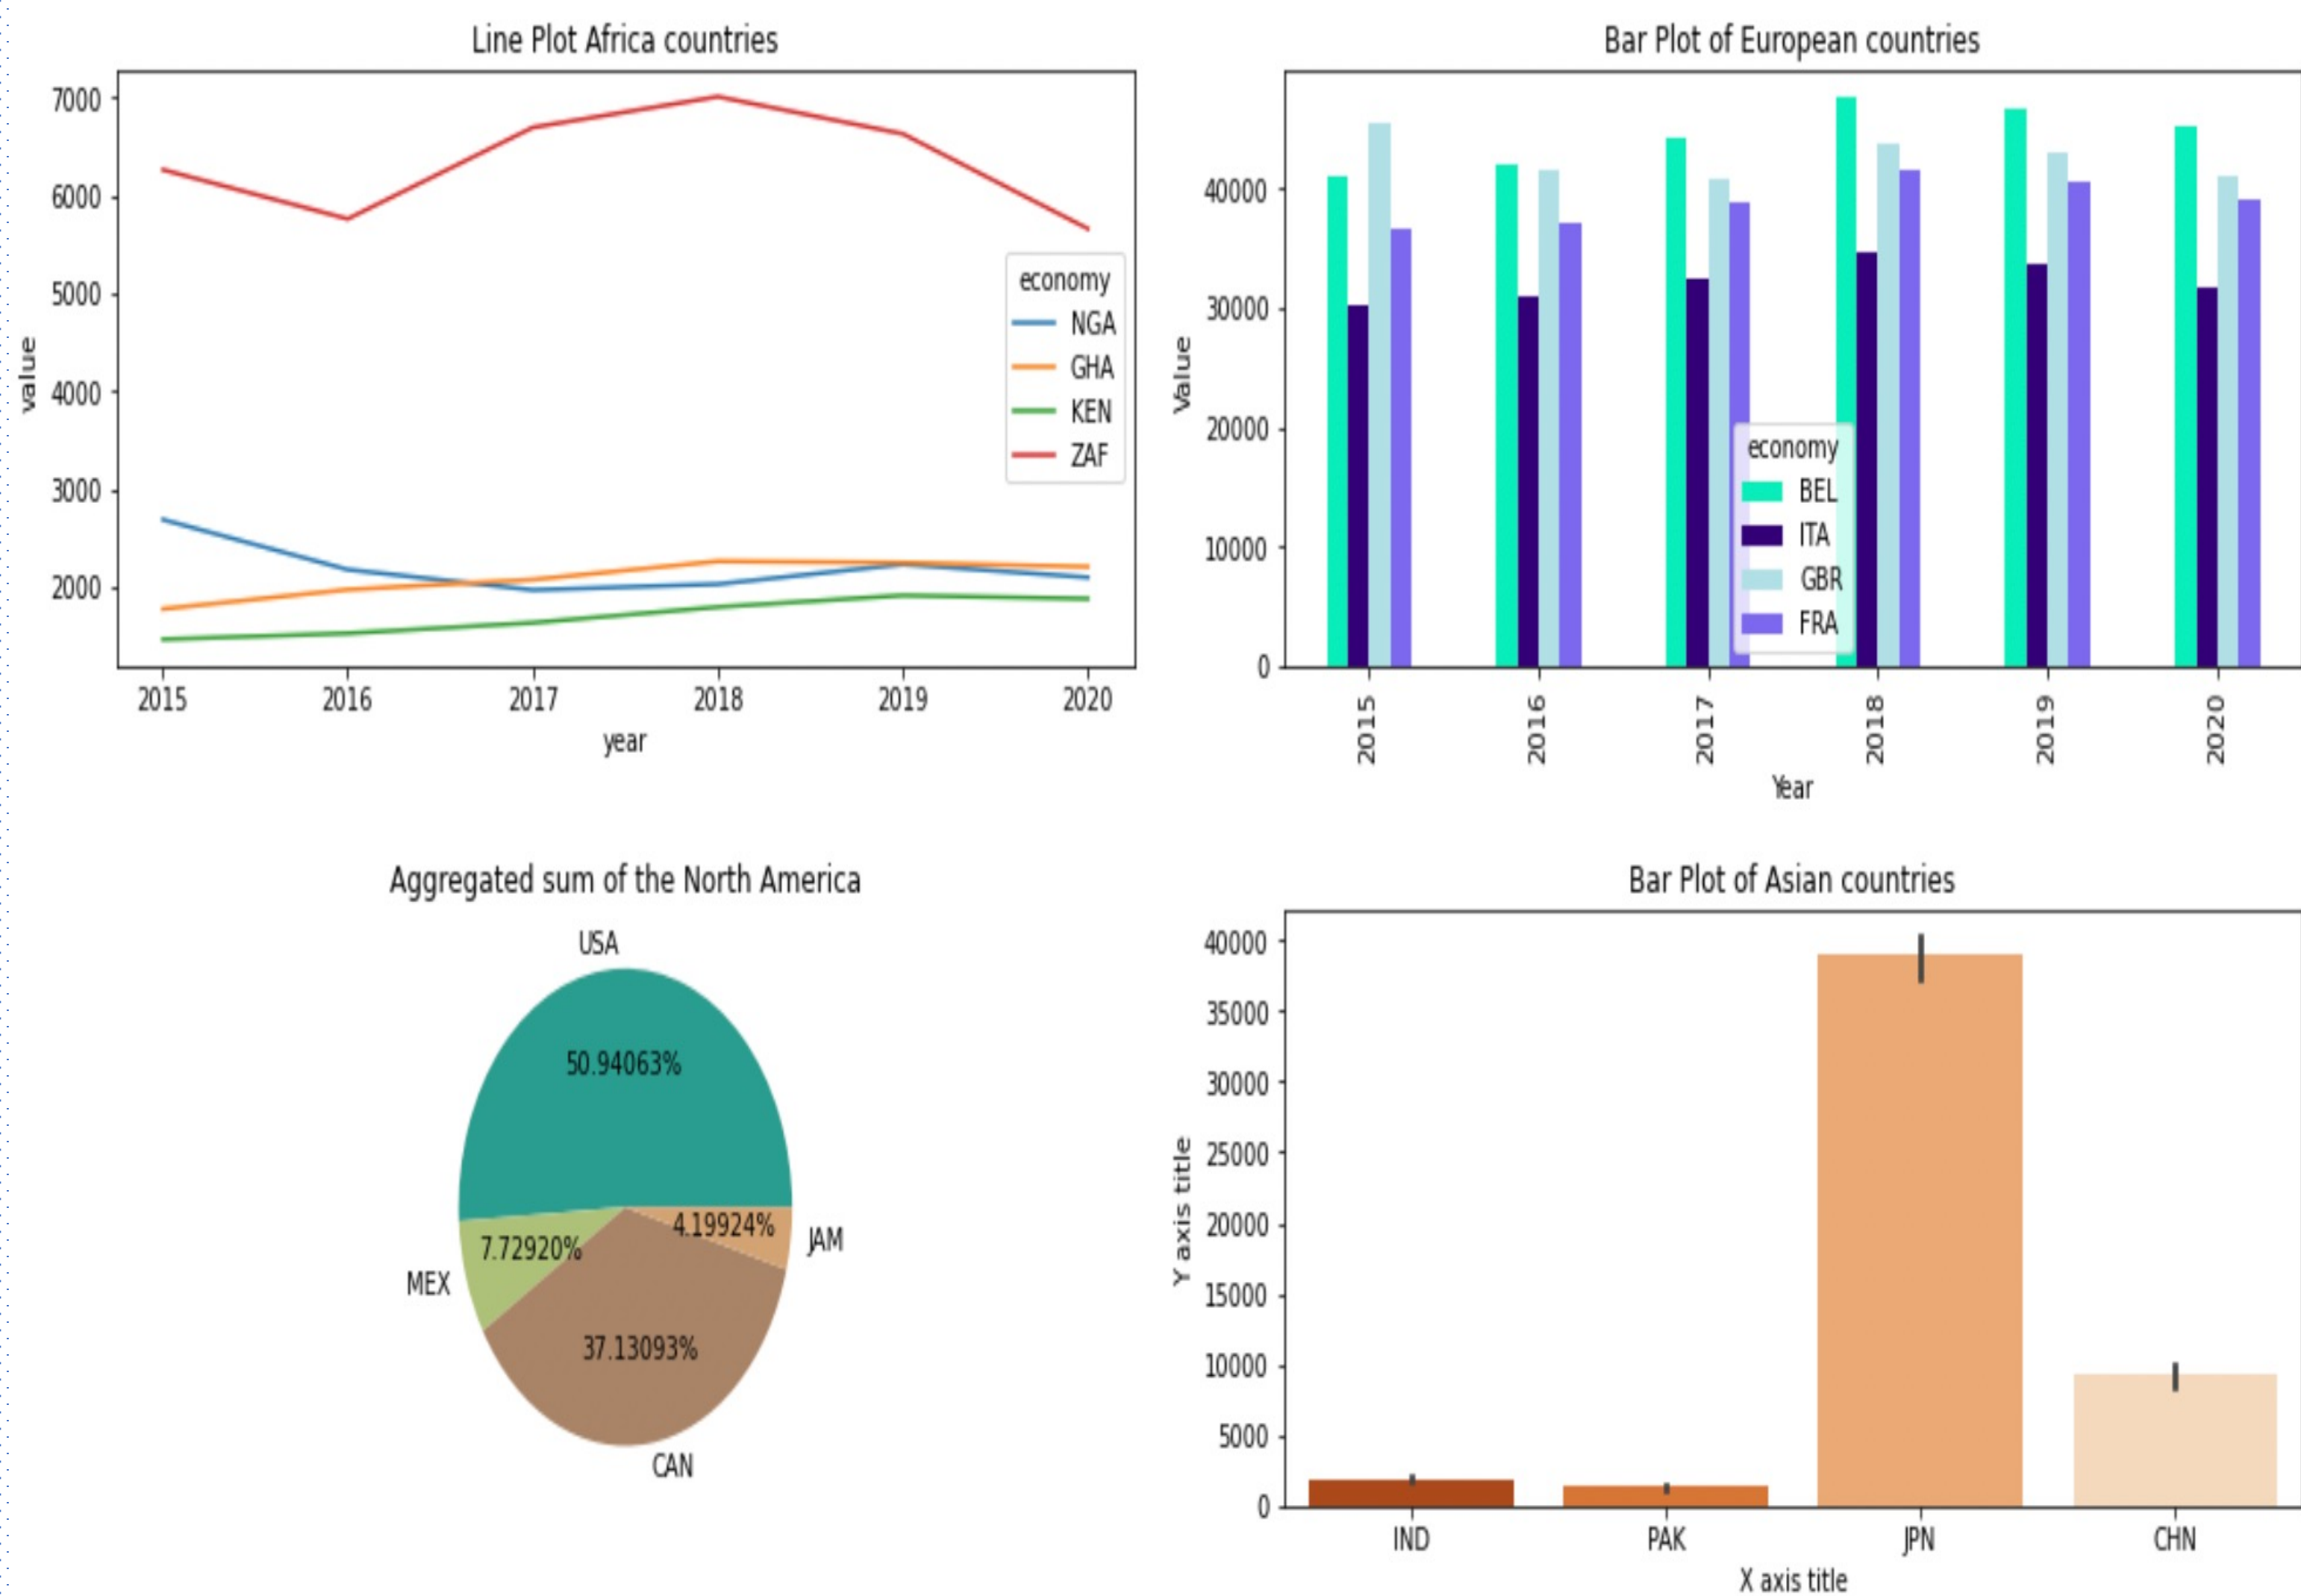 Line Plot Africa countries
7000
6000
5000
4000
3000
2000
value
2015 2016 2017 2018 2019 2020
year
economy
NGA
GHA
KEN
ZAF
Bar Plot of European countries
40000
30000
20000
10000
0
Value
2015 2016 2017 2018 2019 2020
Year
economy
BEL
ITA
GBR
FRA
Aggregated sum of the North America
USA
50.94063%
4.19924%
JAM
7.72920%
MEX
37.13093%
CAN
Bar Plot of Asian countries
40000
35000
30000
25000
20000
15000
10000
5000
0
Y axis title
IND PAK JPN CHN
X axis title